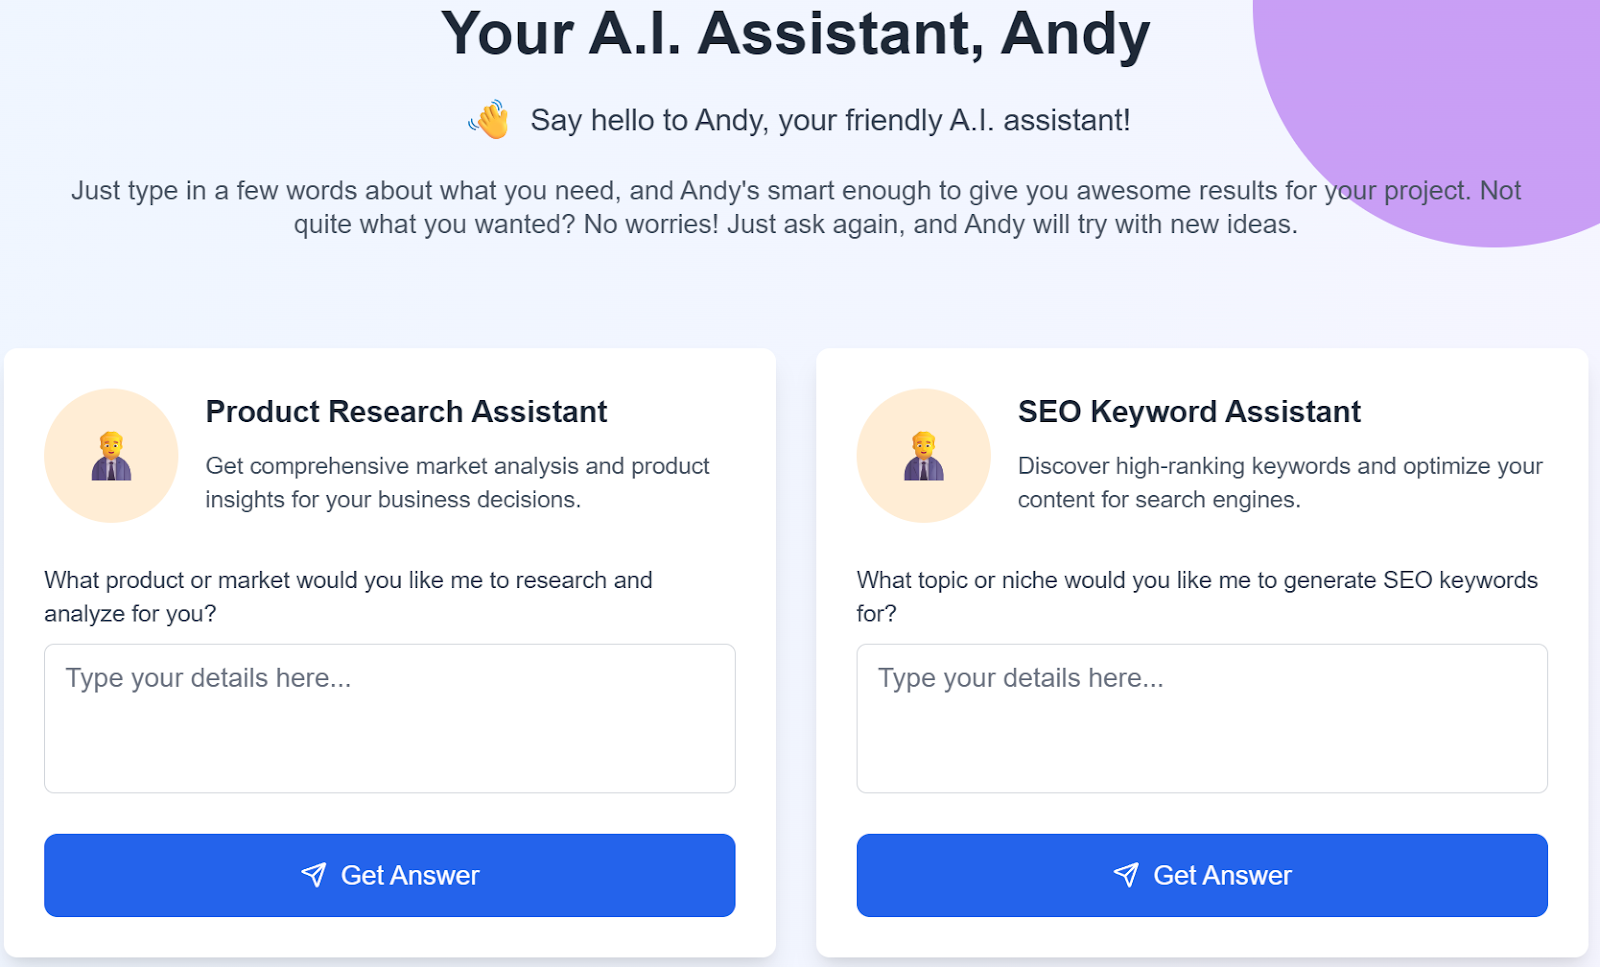 Your A.I. Assistant, Andy
Say hello to Andy, your friendly A.I. assistant!
Just type in a few words about what you need, and Andy's smart enough to give you awesome results for your project. Not
quite what you wanted? No worries! Just ask again, and Andy will try with new ideas.
Product Research Assistant
Get comprehensive market analysis and product
insights for your business decisions.
What product or market would you like me to research and
analyze for you?
Type your details here...
Get Answer
SEO Keyword Assistant
Discover high-ranking keywords and optimize your
content for search engines.
What topic or niche would you like me to generate SEO keywords
for?
Type your details here...
Get Answer